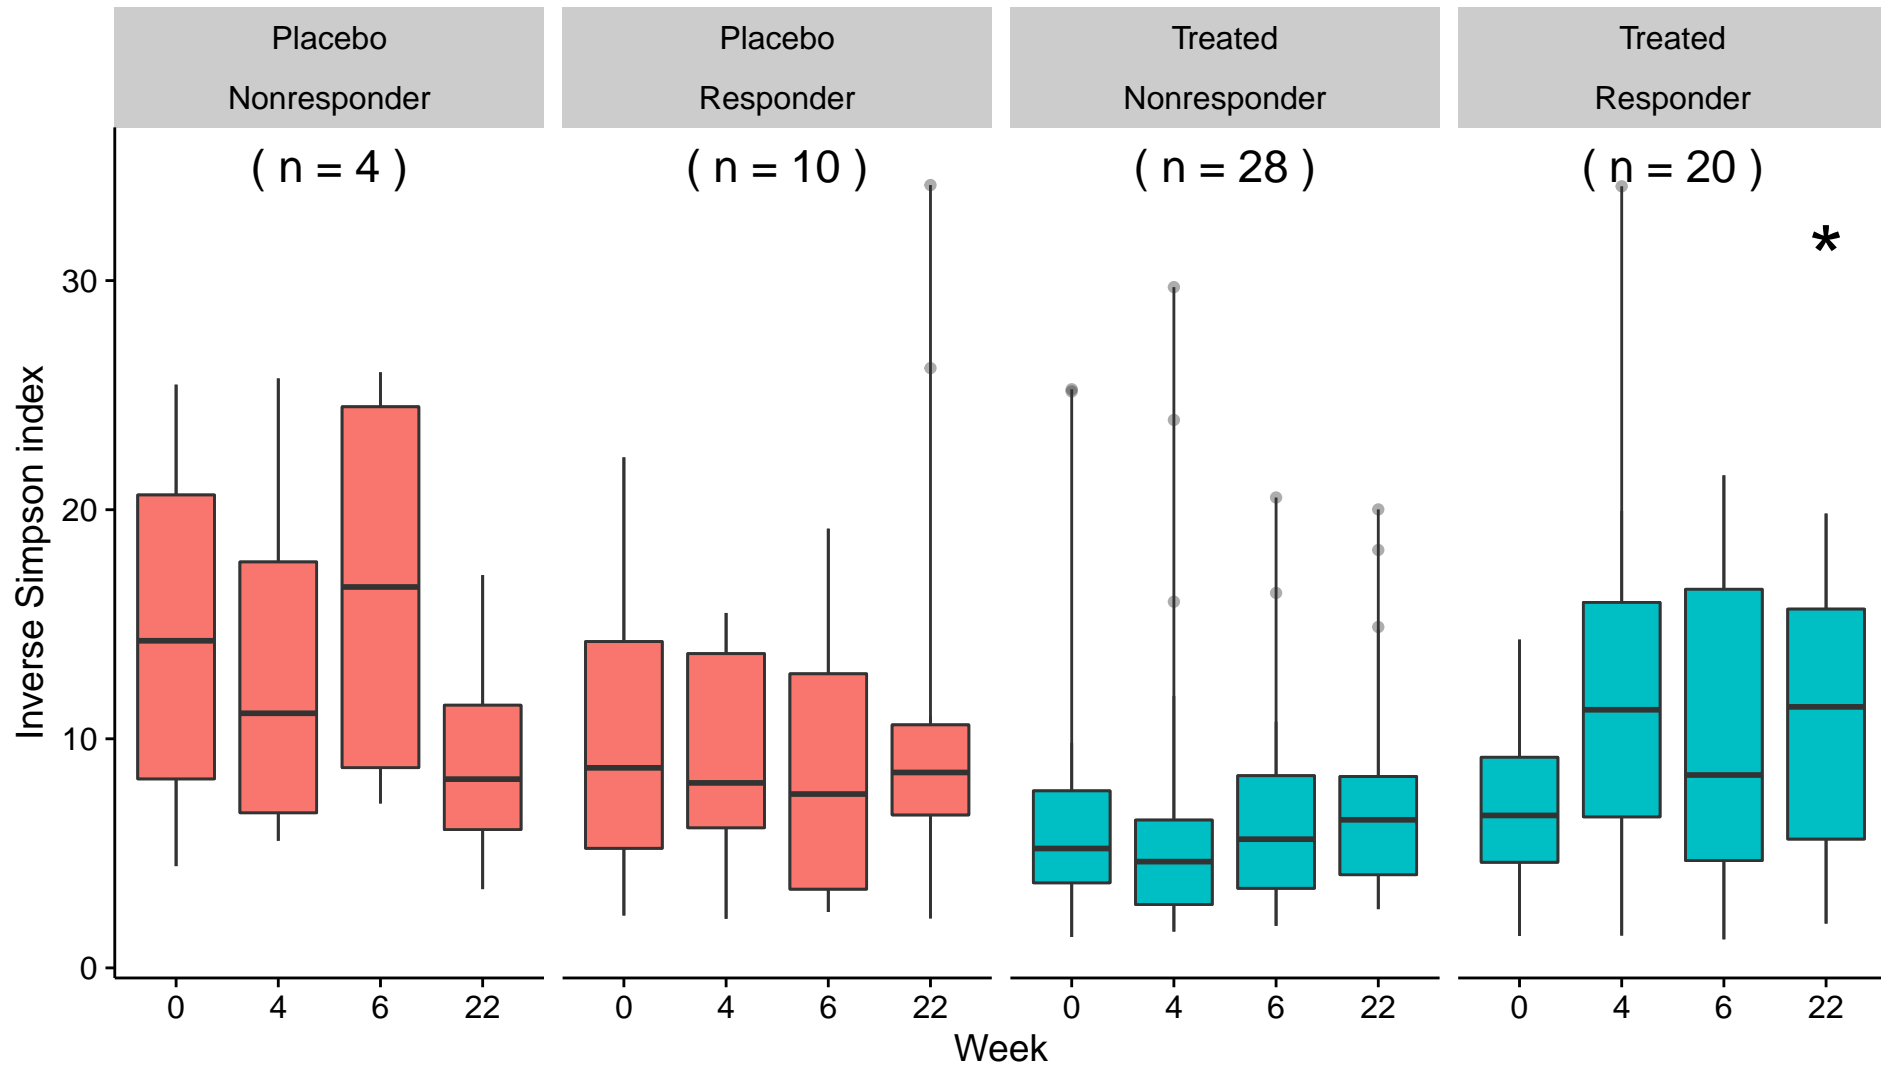 Placebo
Nonresponder
Placebo
Responder
Treated
Nonresponder
Treated
Responder
( n = 4 )
( n = 10 )
( n = 28 )
( n = 20 )
*
Inverse Simpson index
30
20
10
0
0 4 6 22
0 4 6 22
0 4 6 22
0 4 6 22
Week